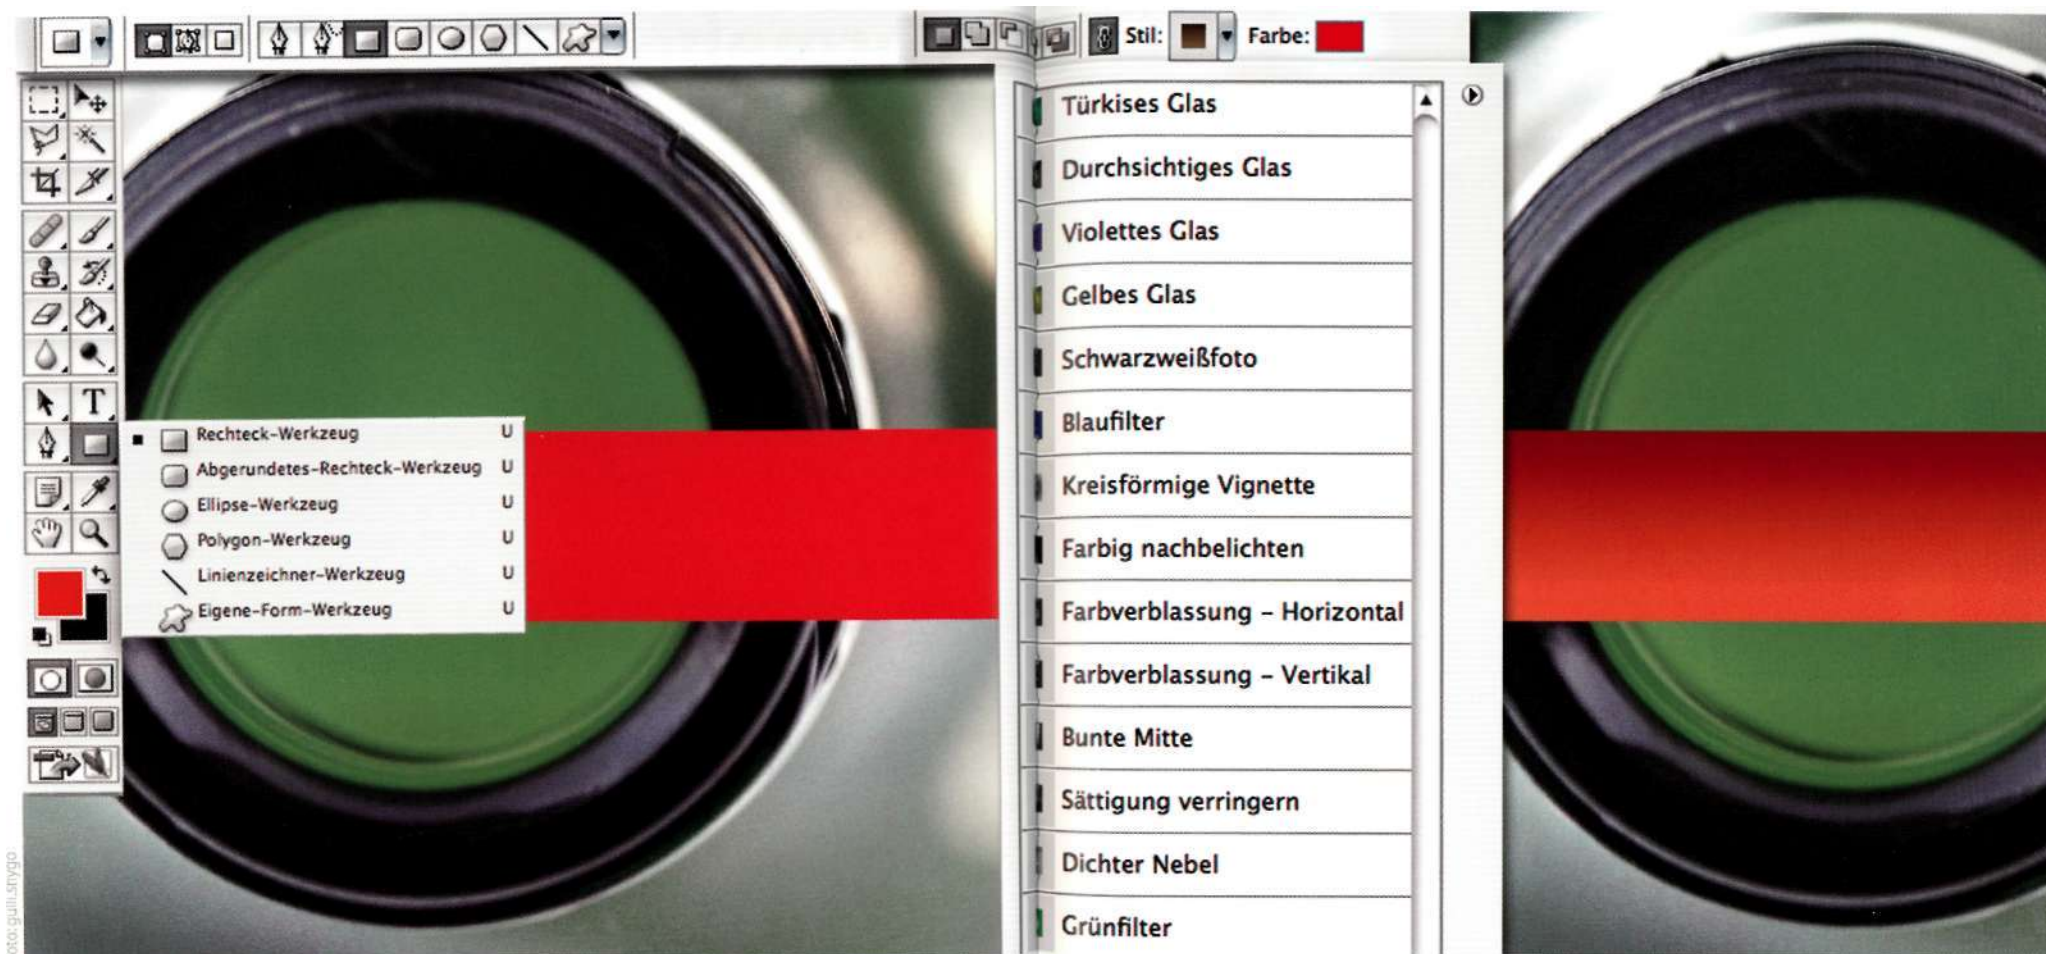 Stil: Farbe:
Rechteck-Werkzeug U
Abgerundetes-Rechteck-Werkzeug U
Ellipse-Werkzeug U
Polygon-Werkzeug U
Linienzeichner-Werkzeug U
Eigene-Form-Werkzeug U
Türkises Glas
Durchsichtiges Glas
Violettes Glas
Gelbes Glas
Schwarzweißfoto
Blaufilter
Kreisförmige Vignette
Farbig nachbelichten
Farbverblassung – Horizontal
Farbverblassung – Vertikal
Bunte Mitte
Sättigung verringern
Dichter Nebel
Grünfilter